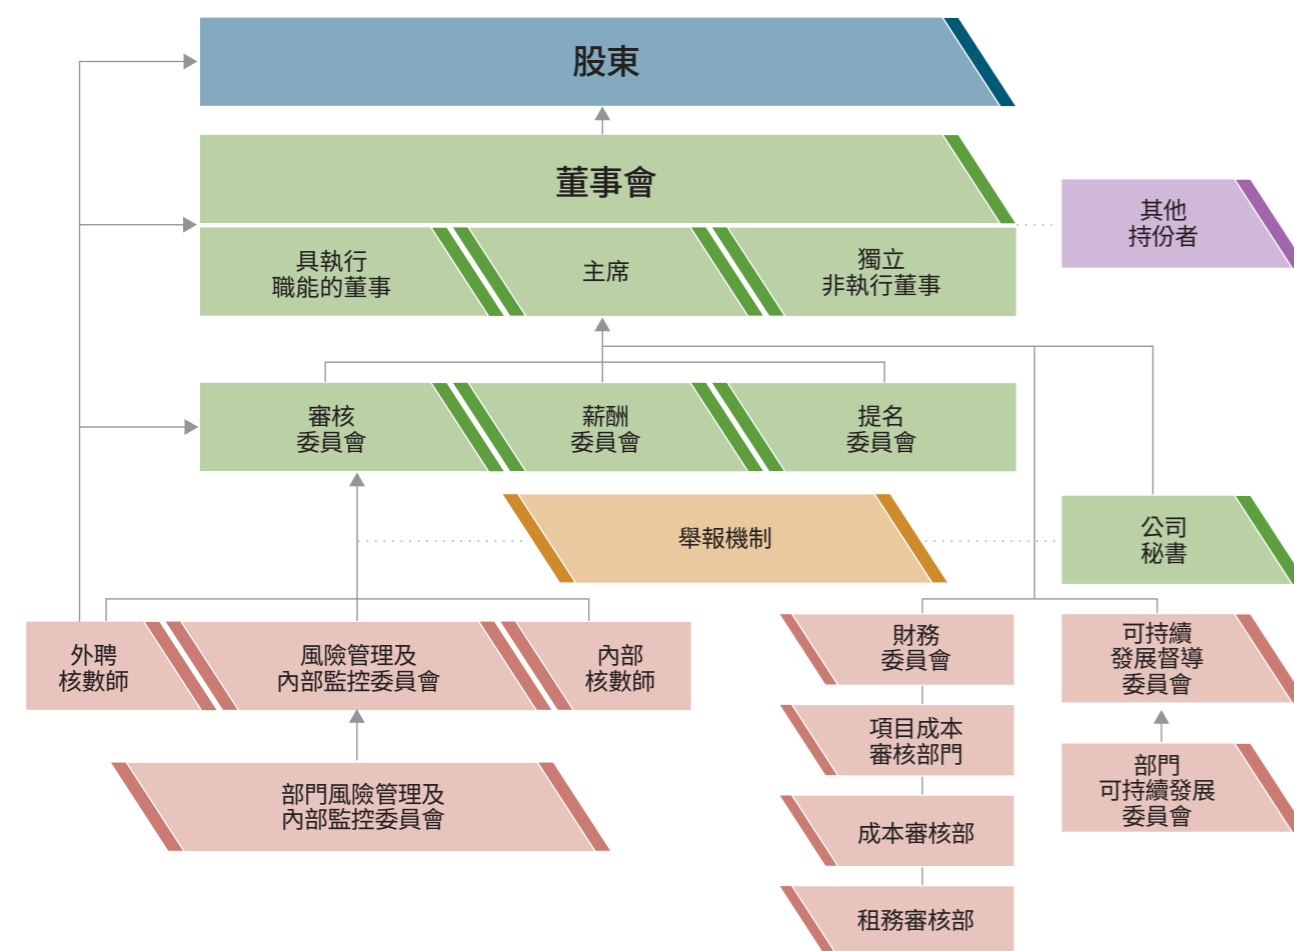 股東
董事會
其他
持份者
具執行
職能的董事
主席
獨立
非執行董事
審核
委員會
薪酬
委員會
提名
委員會
舉報機制
公司
秘書
外聘
核數師
風險管理及
內部監控委員會
內部
核數師
財務
委員會
可持續
發展督導
委員會
項目成本
審核部門
部門
可持續發展
委員會
部門風險管理及
內部監控委員會
成本審核部
租務審核部